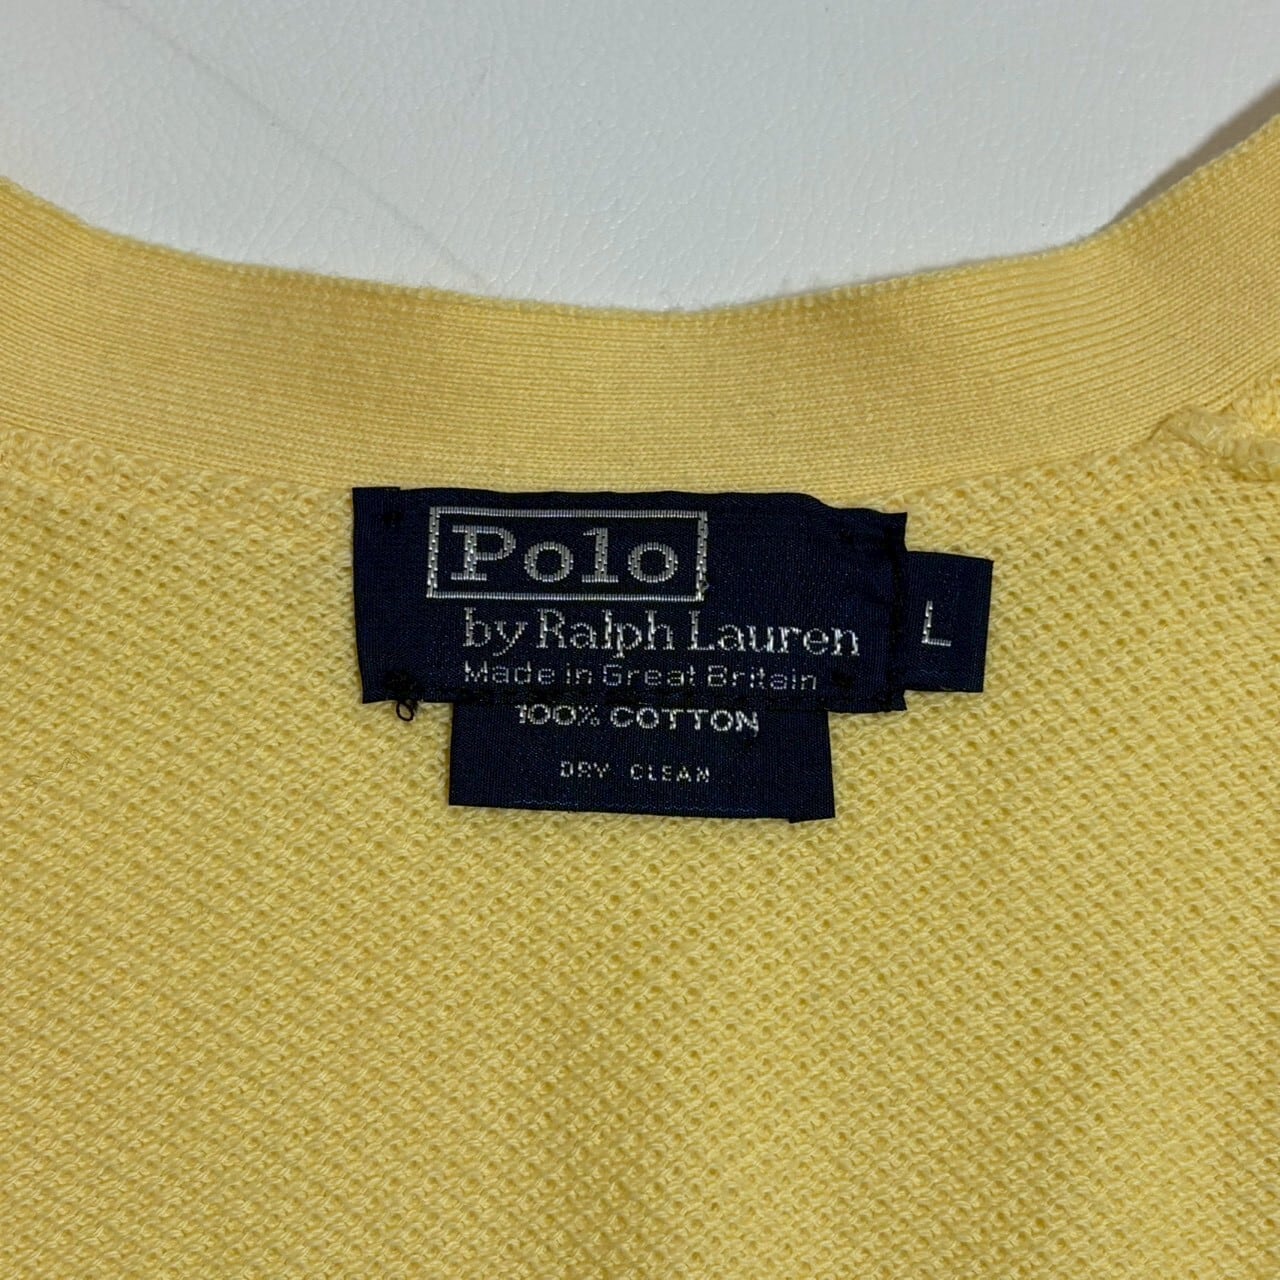 Polo
by Ralph Lauren
L
Made in Great Britain
100% COTTON
DRY CLEAN